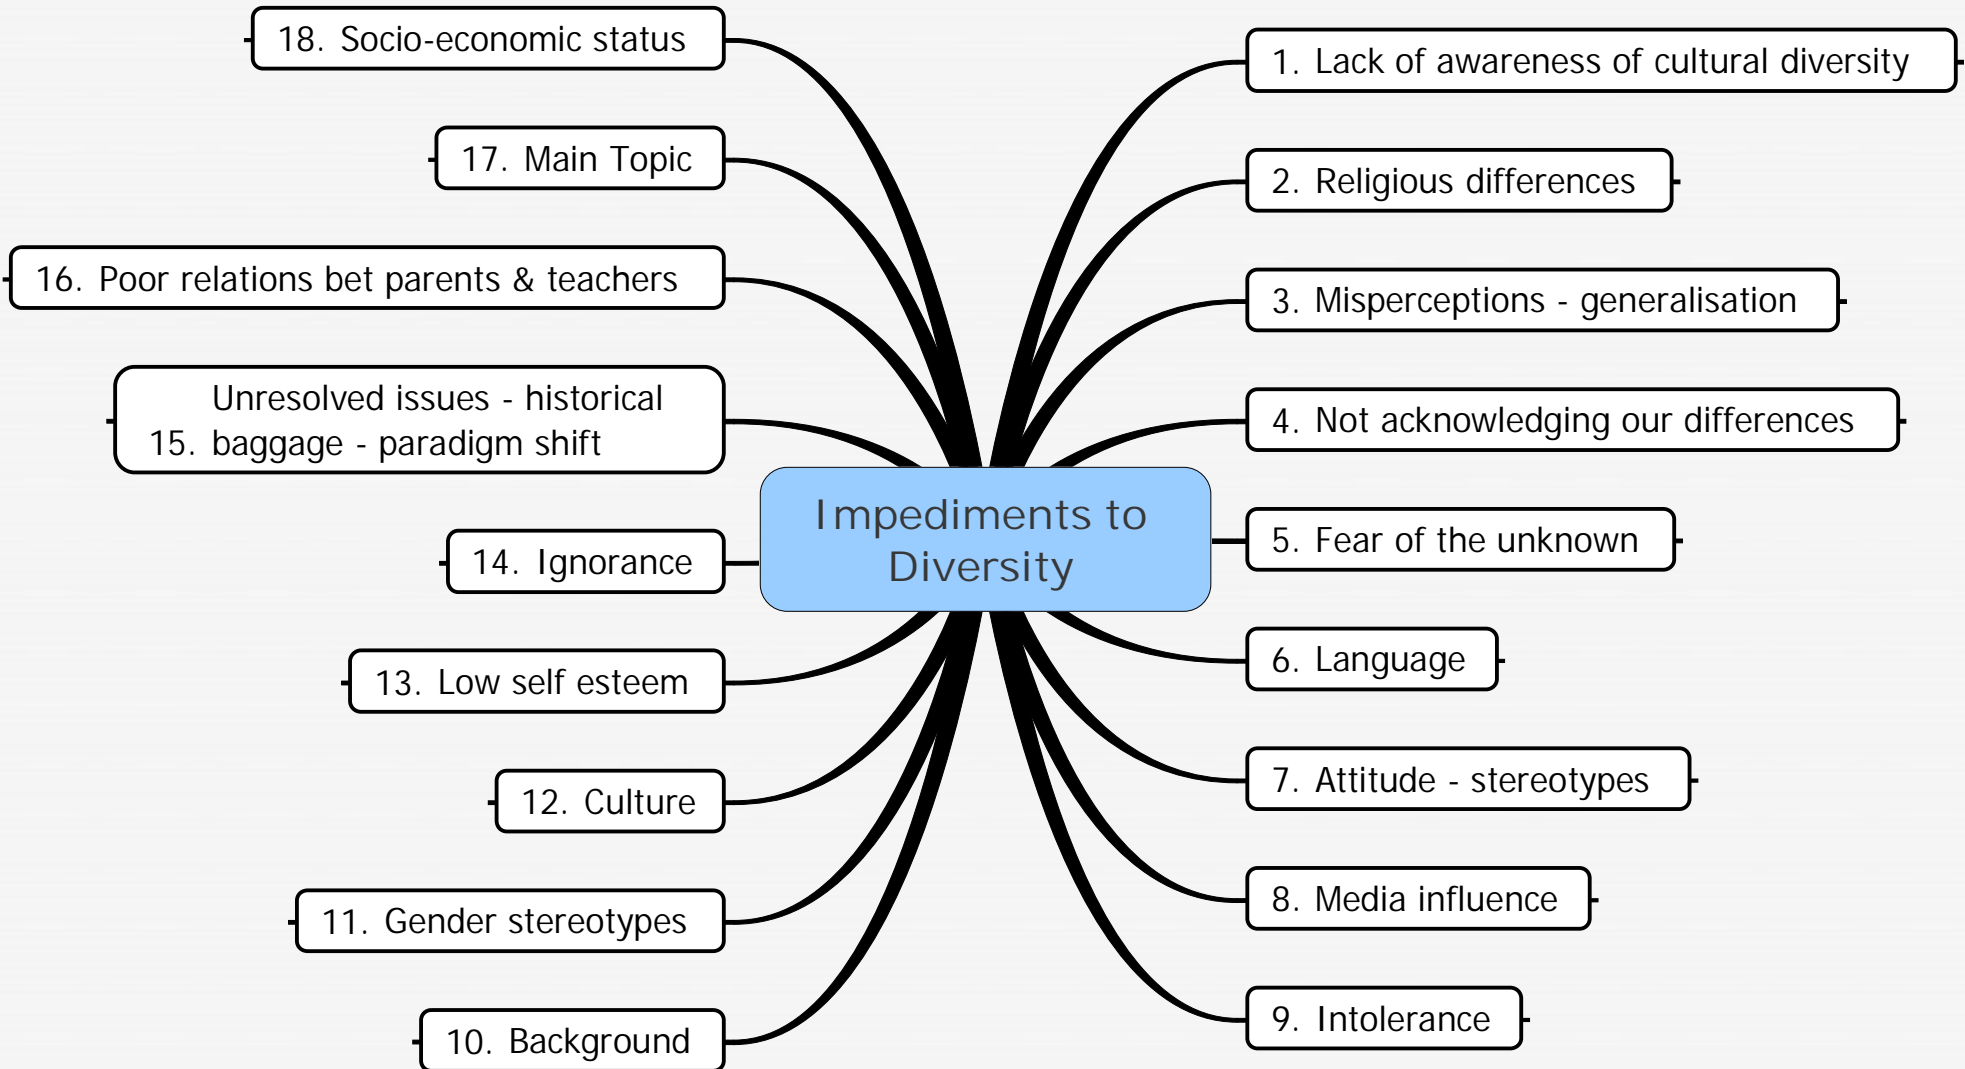 Impediments to
Diversity
1. Lack of awareness of cultural diversity
2. Religious differences
3. Misperceptions - generalisation
4. Not acknowledging our differences
5. Fear of the unknown
6. Language
7. Attitude - stereotypes
8. Media influence
9. Intolerance
10. Background
11. Gender stereotypes
12. Culture
13. Low self esteem
14. Ignorance
Unresolved issues - historical
15. baggage - paradigm shift
16. Poor relations bet parents & teachers
17. Main Topic
18. Socio-economic status